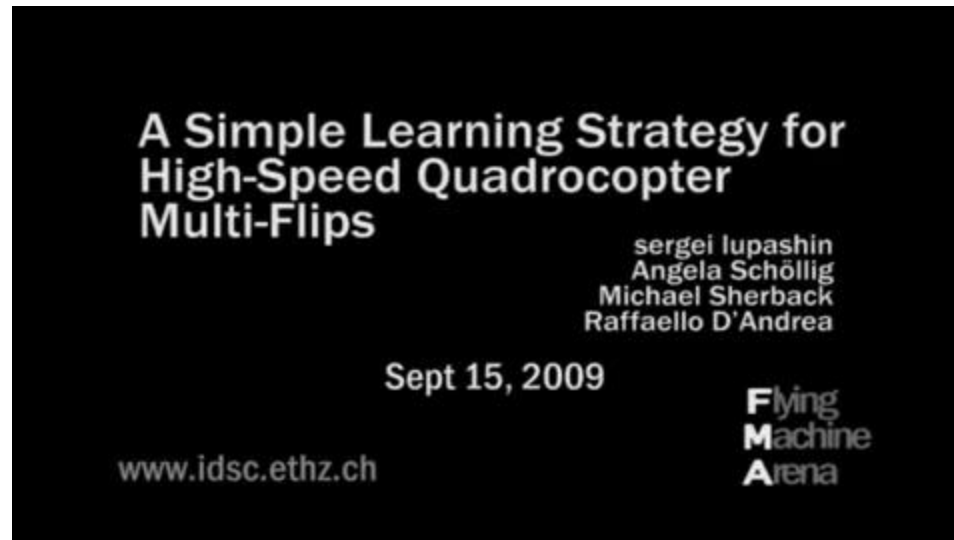 A Simple Learning Strategy for
High-Speed Quadrocopter
Multi-Flips
sergei lupashin
Angela Schöllig
Michael Sherback
Raffaello D'Andrea
Sept 15, 2009
Flying
Machine
Arena
www.idsc.ethz.ch